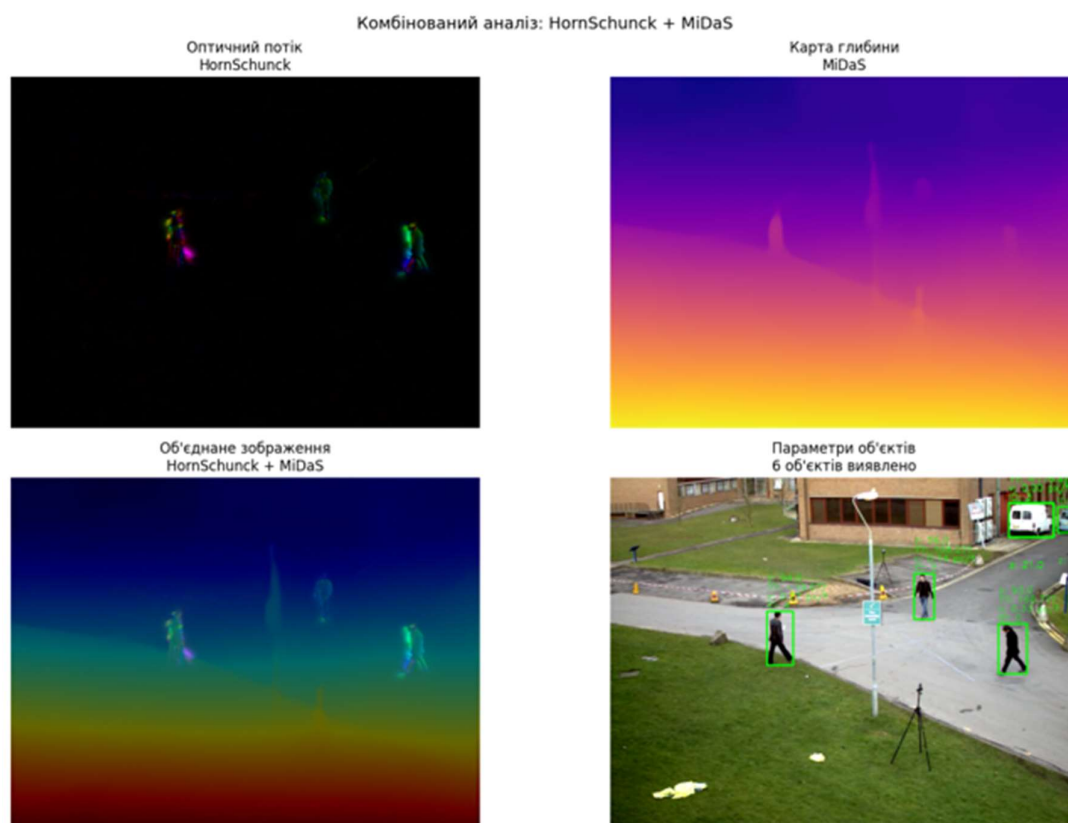 Комбінований аналіз: HornSchunck + MiDaS
Оптичний потік
HornSchunck
Карта глибини
MiDaS
Об'єднане зображення
HornSchunck + MiDaS
Параметри об'єктів
6 об'єктів виявлено